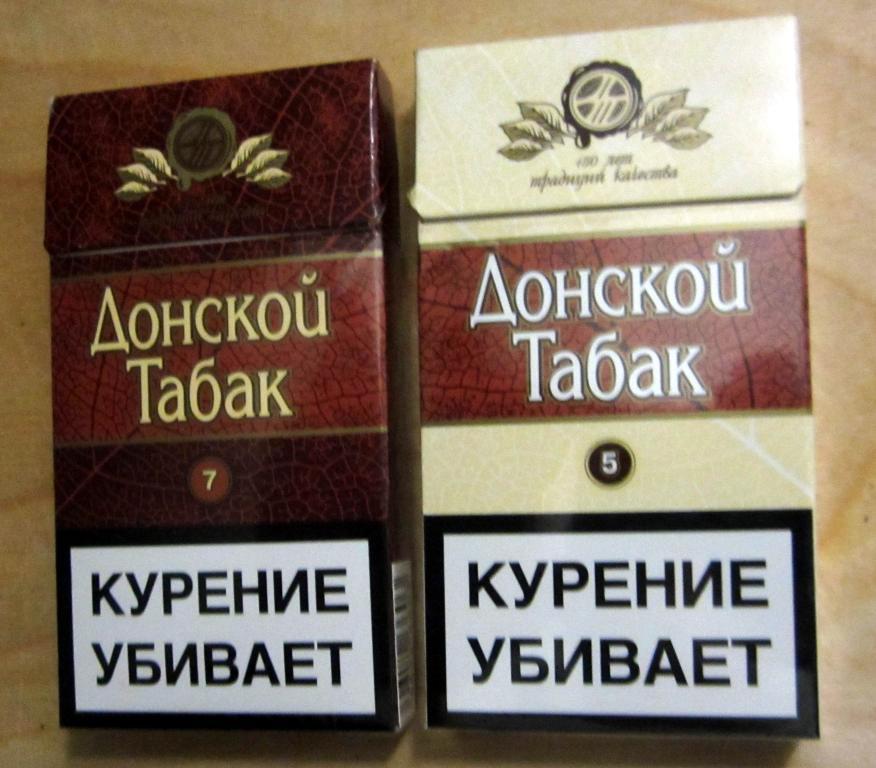 Донской
Табак
7
КУРЕНИЕ
УБИВАЕТ
лет
традиций качества
Донской
Табак
5
КУРЕНИЕ
УБИВАЕТ